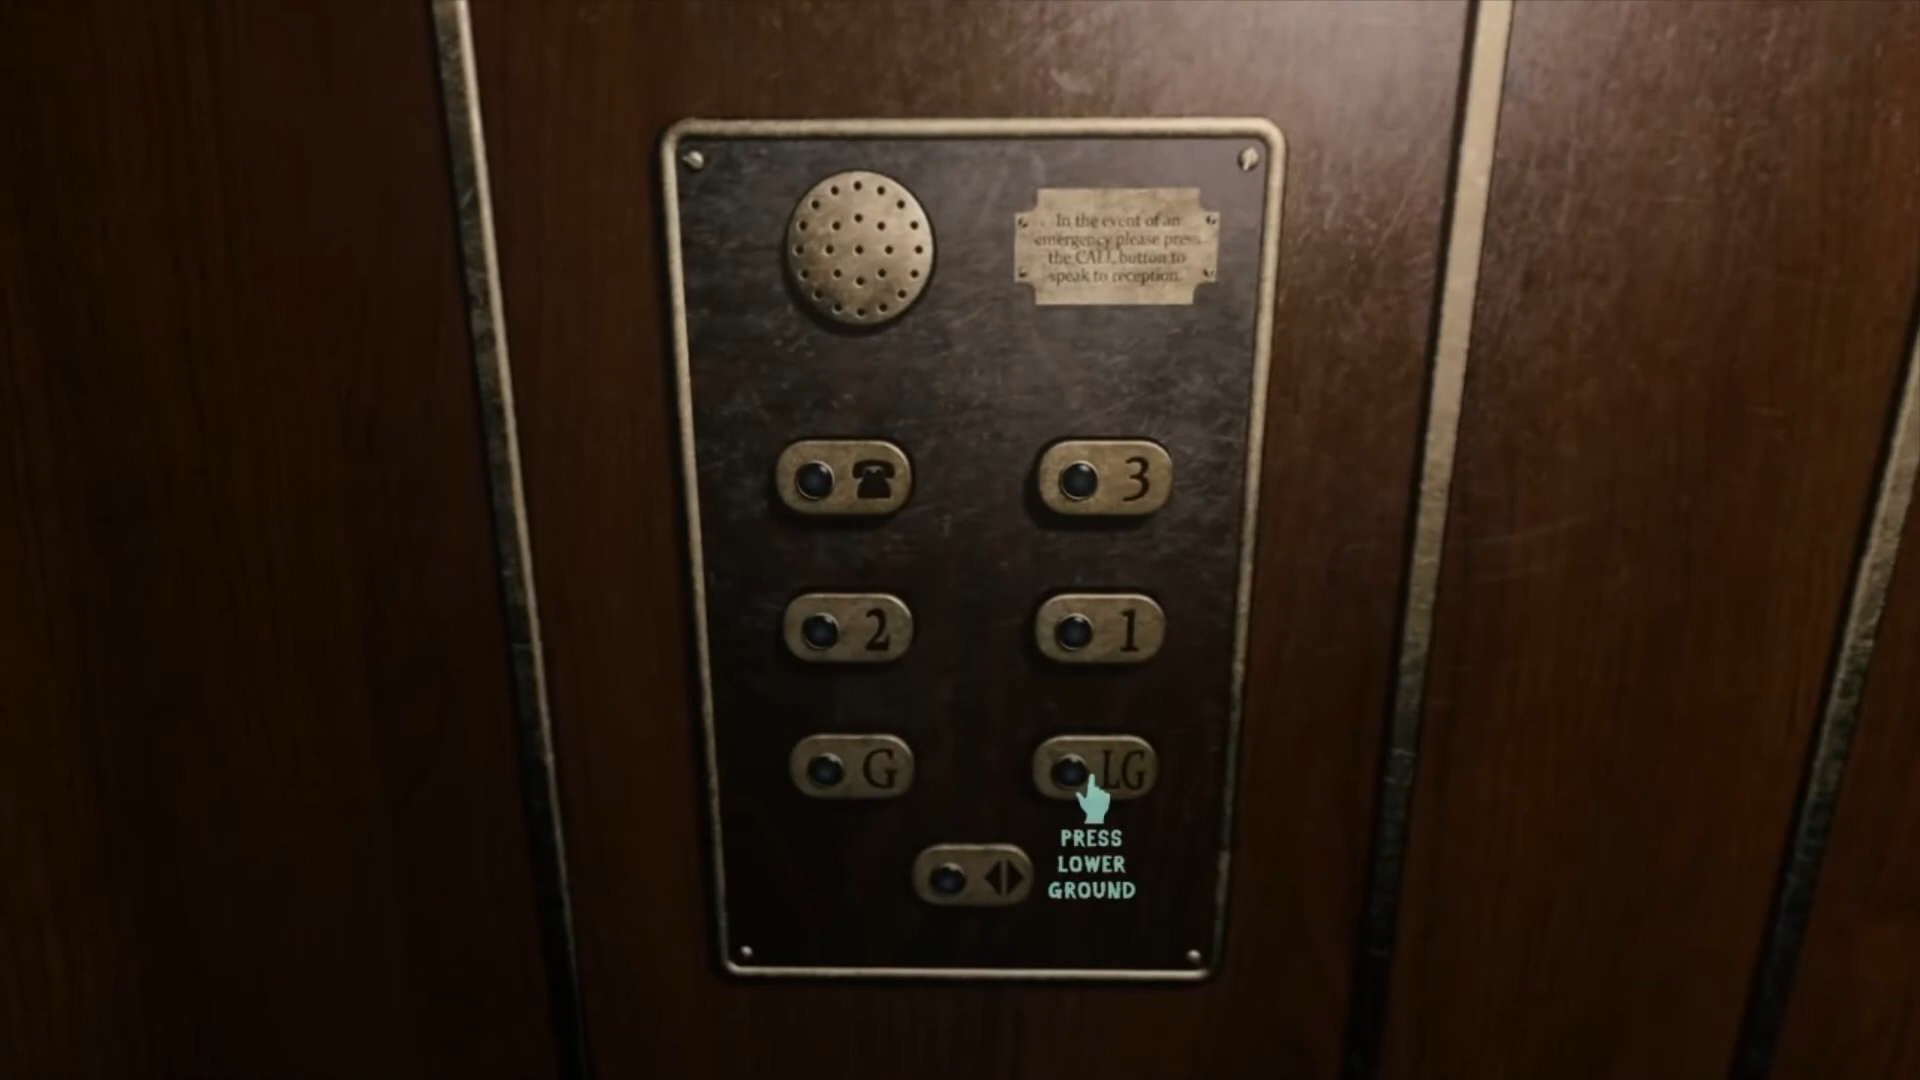 In the event of an
emergency please press
the CALL button to
speak to reception.
3
2
1
G
LG
PRESS
LOWER
GROUND